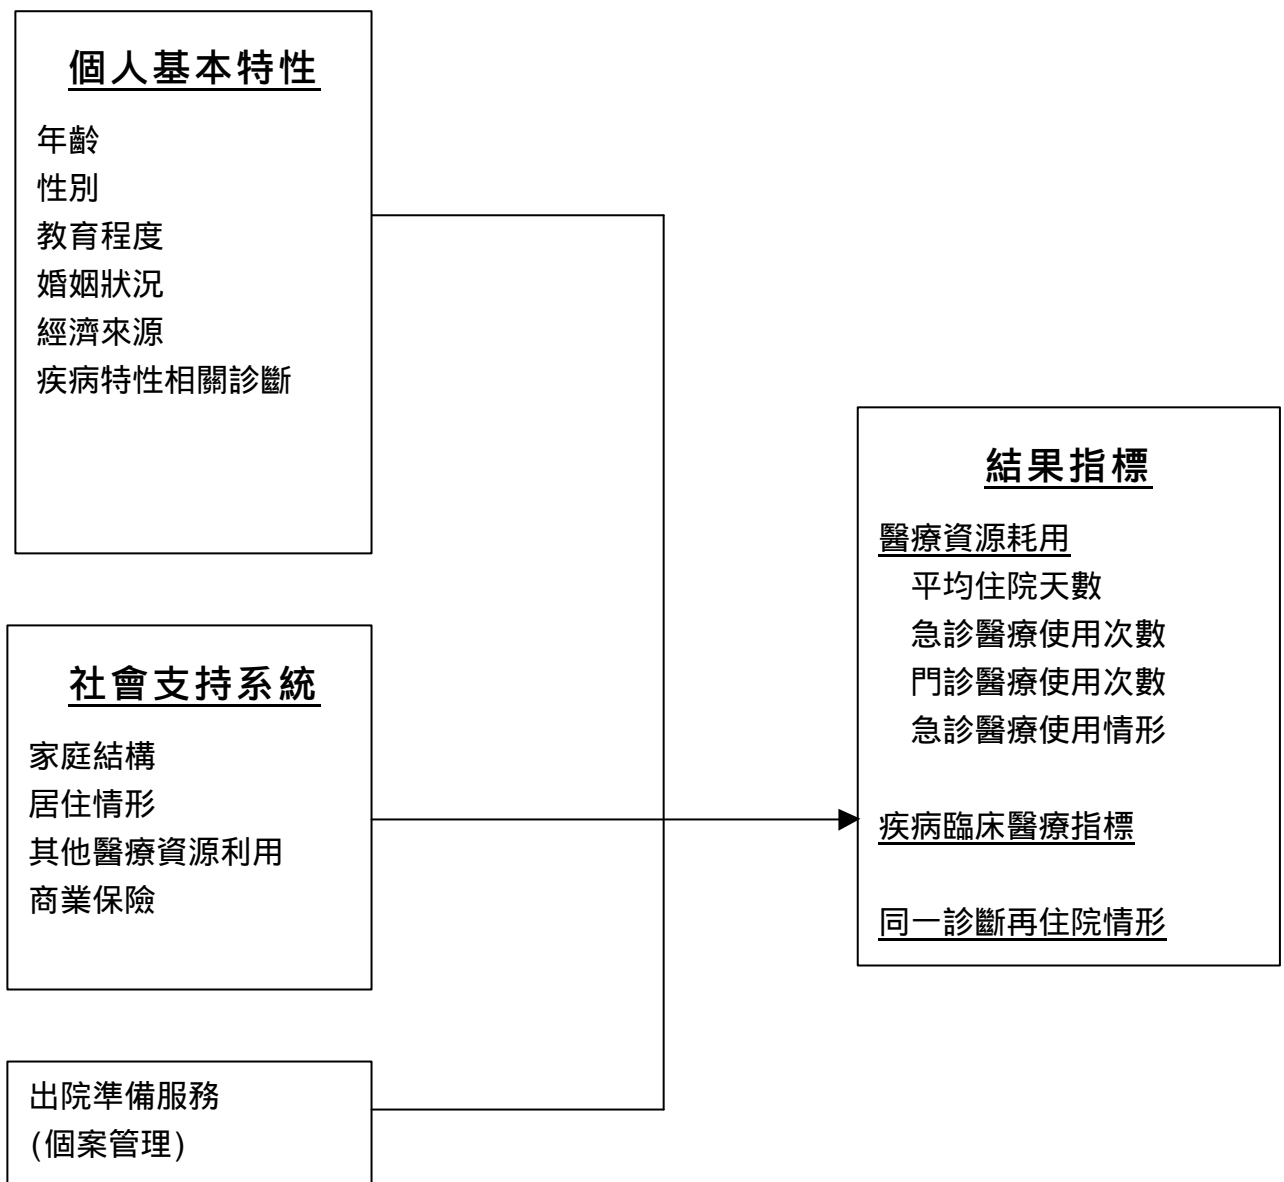 個人基本特性
年齡
性別
教育程度
婚姻狀況
經濟來源
疾病特性相關診斷
社會支持系統
家庭結構
居住情形
其他醫療資源利用
商業保險
出院準備服務
(個案管理)
結果指標
醫療資源耗用
平均住院天數
急診醫療使用次數
門診醫療使用次數
急診醫療使用情形
疾病臨床醫療指標
同一診斷再住院情形